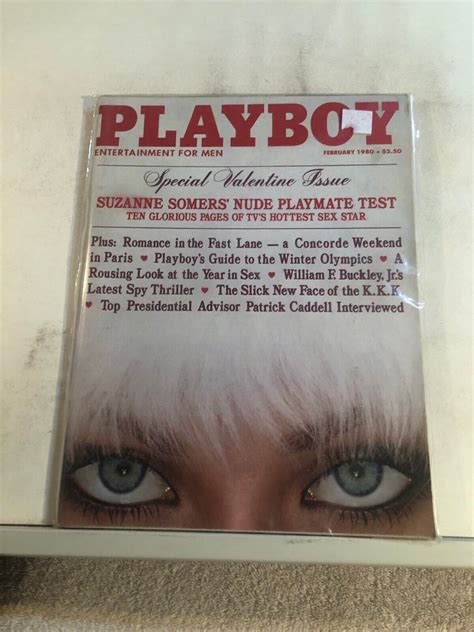 PLAYBOY
ENTERTAINMENT FOR MEN
FEBRUARY 1980 • $2.50
Special Valentine Issue
SUZANNE SOMERS' NUDE PLAYMATE TEST
TEN GLORIOUS PAGES OF TV'S HOTTEST SEX STAR
Plus: Romance in the Fast Lane — a Concorde Weekend
in Paris ♥ Playboy's Guide to the Winter Olympics ♥ A
Rousing Look at the Year in Sex ♥ William F. Buckley, Jr.'s
Latest Spy Thriller ♥ The Slick New Face of the K.K.K.
♥ Top Presidential Advisor Patrick Caddell Interviewed